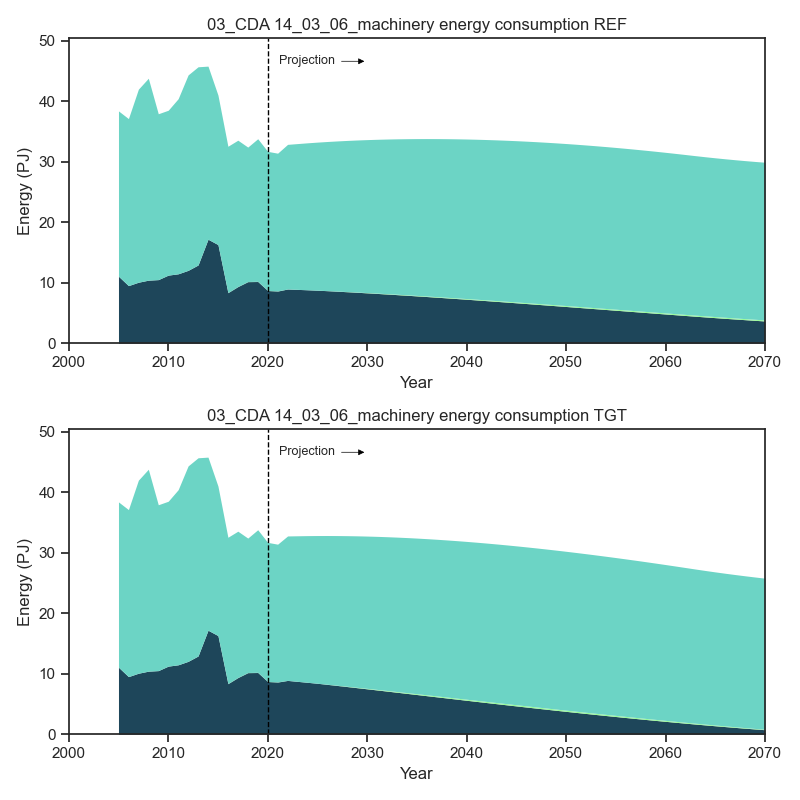 03_CDA 14_03_06_machinery energy consumption REF
50
40
30
20
10
0
Energy (PJ)
Projection
2000 2010 2020 2030 2040 2050 2060 2070
Year
03_CDA 14_03_06_machinery energy consumption TGT
50
40
30
20
10
0
Energy (PJ)
Projection
2000 2010 2020 2030 2040 2050 2060 2070
Year